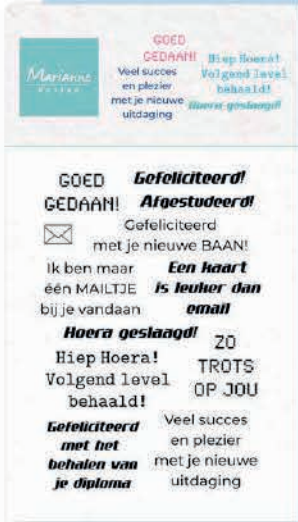 GOED
GEDAAN!
Veel succes
en plezier
met je nieuwe
uitdaging
Hiep Hoera!
Volgend level
behaald!
Hoera geslaagd!
Marianne
Design
GOED
GEDAAN!
Gefeliciteerd!
Afgestudeerd!
Gefeliciteerd
met je nieuwe BAAN!
Ik ben maar
één MAILTJE
bij je vandaan
Een kaart
is leuker dan
email
Hoera geslaagd!
Hiep Hoera!
Volgend level
behaald!
ZO
TROTS
OP JOU
Gefeliciteerd
met het
behalen van
je diploma
Veel succes
en plezier
met je nieuwe
uitdaging